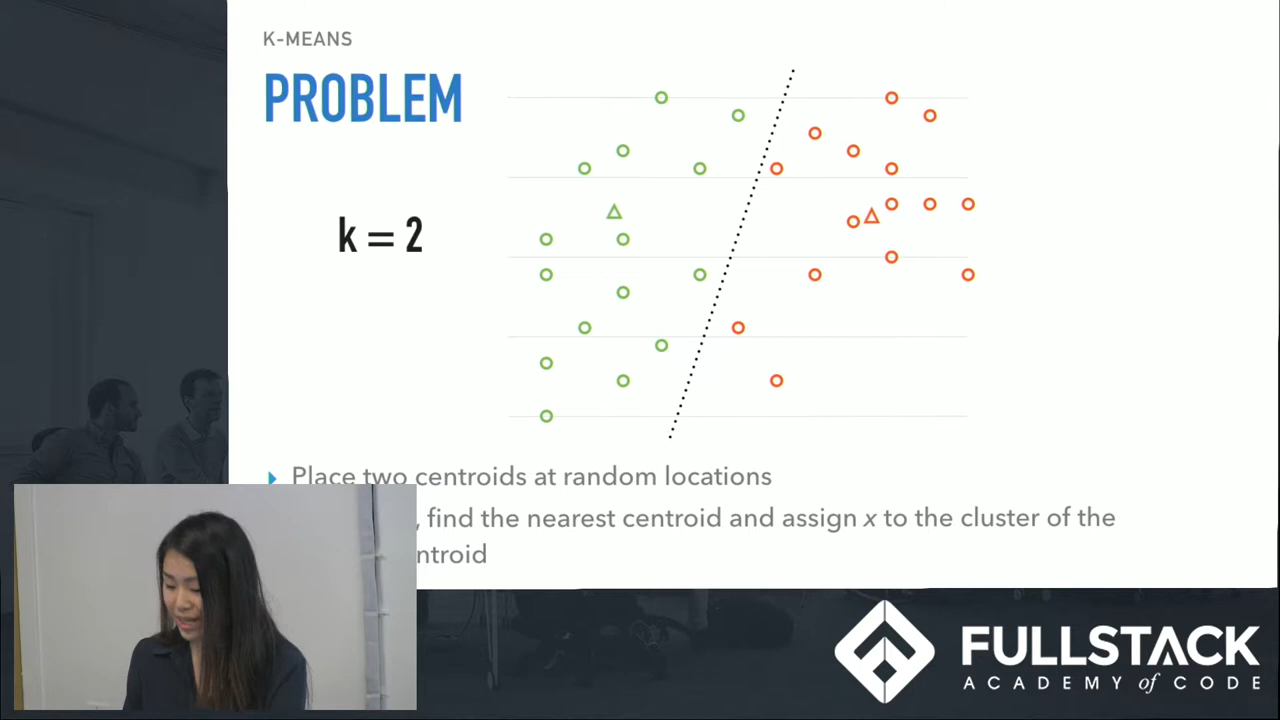 K-MEANS
PROBLEM
k = 2
Place two centroids at random locations
, find the nearest centroid and assign x to the cluster of the
ntroid
FULLSTACK
ACADEMY of CODE